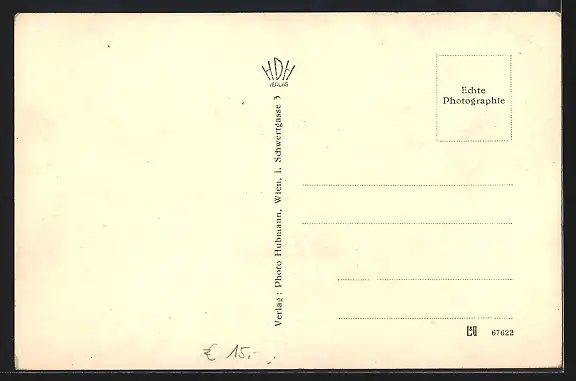 HDH
VERLAG
Echte
Photographie
Verlag: Photo Hubmann, Wien, I. Schwertgasse 3
67622
€ 15,-